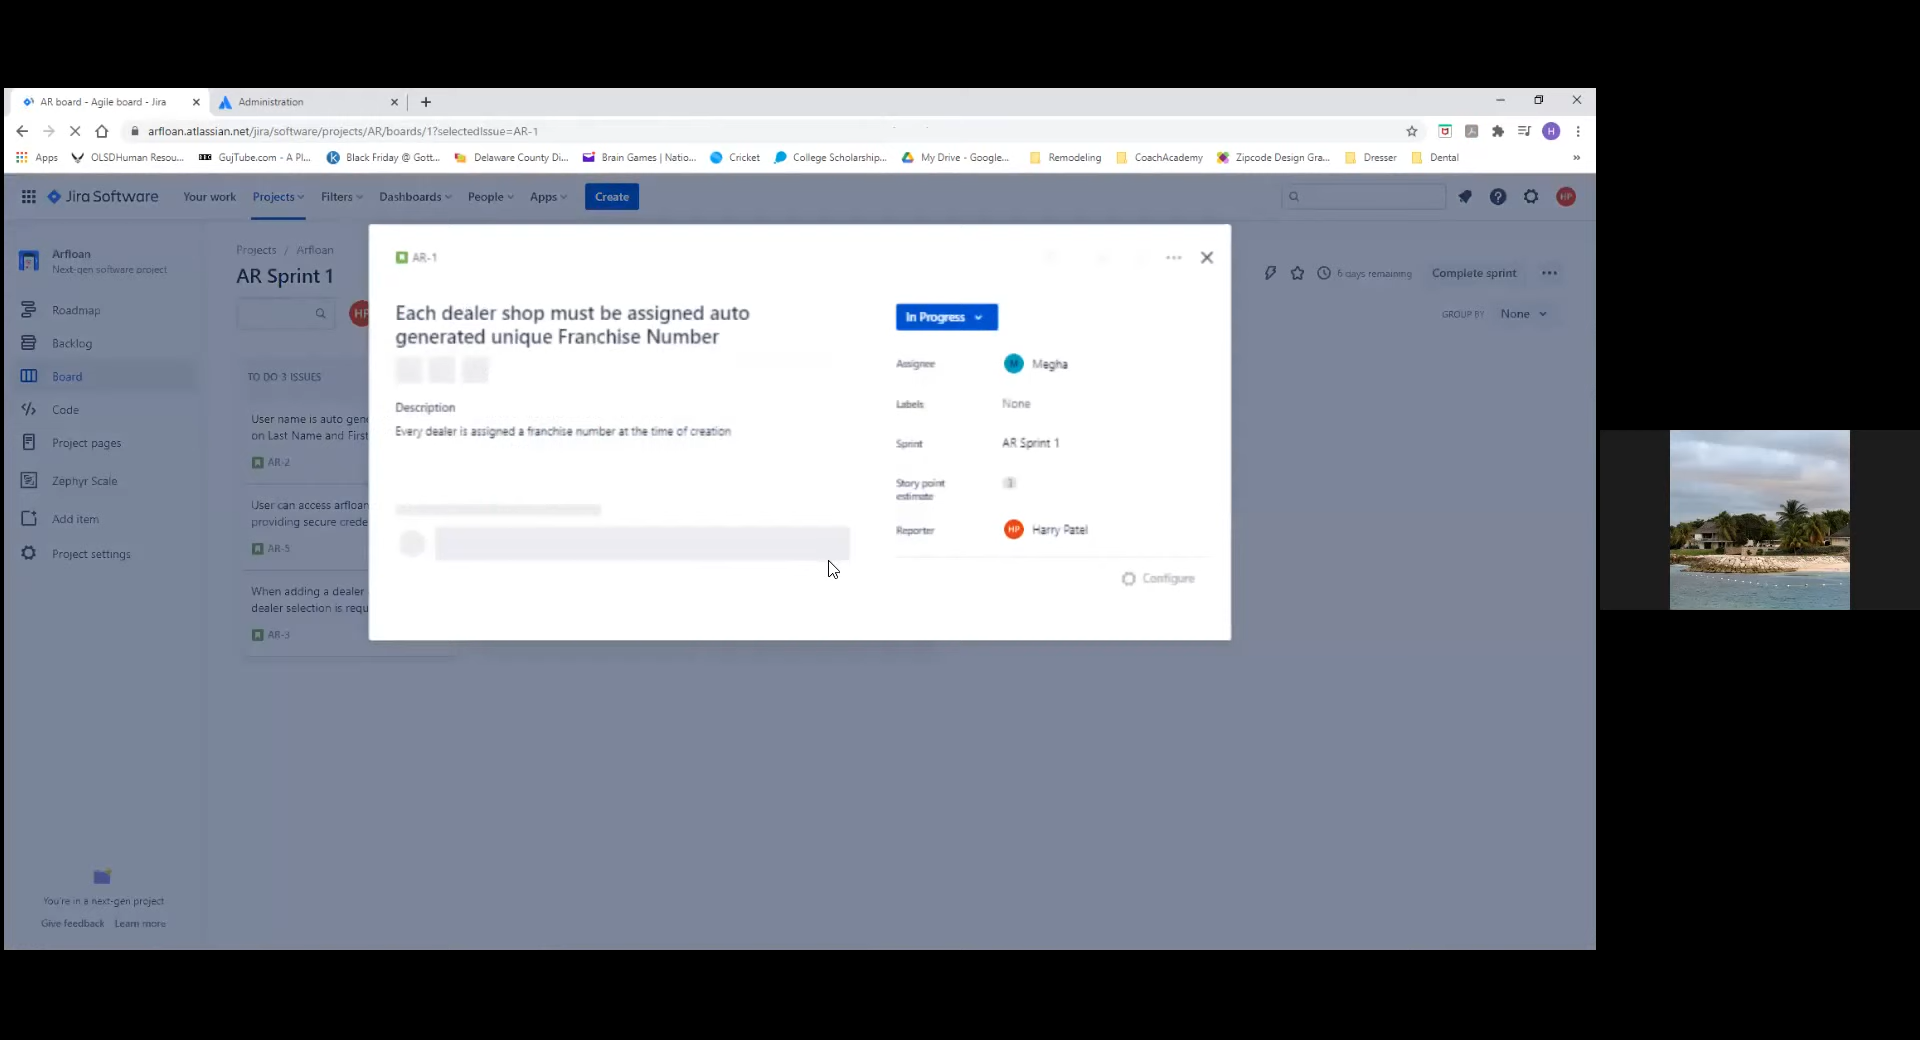 AR board - Agile board - Jira
Administration
arfloan.atlassian.net/jira/software/projects/AR/boards/1?selectedIssue=AR-1
H
Apps
OLSDHuman Resou...
GujTube.com - A Pl...
Black Friday @ Gott...
Delaware County Di...
Brain Games | Natio...
Cricket
College Scholarship...
My Drive - Google...
Remodeling
CoachAcademy
Zipcode Design Gra...
Dresser
Dental
»
Jira Software
Your work
Projects
Filters
Dashboards
People
Apps
Create
HP
Arfloan
Next-gen software project
Roadmap
Backlog
Board
Code
Project pages
Zephyr Scale
Add item
Project settings
You're in a next-gen project
Give feedback Learn more
Projects / Arfloan
AR Sprint 1
HP
6 days remaining
Complete sprint
GROUP BY None
TO DO 3 ISSUES
User name is auto gen
on Last Name and First
AR-2
User can access arfloan
providing secure crede
AR-5
When adding a dealer
dealer selection is requ
AR-3
AR-1
Each dealer shop must be assigned auto
generated unique Franchise Number
Description
Every dealer is assigned a franchise number at the time of creation
In Progress
Assignee
M Megha
Labels
None
Sprint
AR Sprint 1
Story point
estimate
3
Reporter
HP Harry Patel
Configure